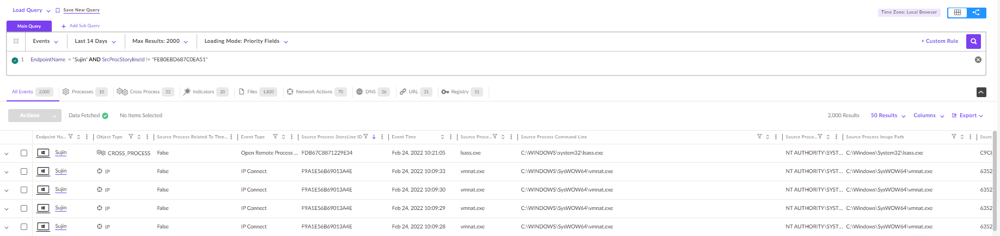 Load Query Save New Query
Time Zone: Local Browser
Main Query Add Sub Query
Events Last 14 Days Max Results: 2000 Loading Mode: Priority Fields + Custom Rule
1 EndpointName = "Sujin" AND SrcProcStorylineId != "FEB0EBD687C0EA51"
All Events 2,000 Processes 10 Cross Process 22 Indicators 20 Files 1,820 Network Actions 70 DNS 26 URL 21 Registry 11
Actions Data Fetched No Items Selected 2,000 Results 50 Results Columns Export
Endpoint Na... Object Type Source Process Related To Thre... Event Type Source Process StoryLine ID Event Time Source Proce... Source Process Command Line Source Proce... Source Process Image Path Sourc
Sujin CROSS_PROCESS False Open Remote Process ... FDB67C8871229E34 Feb 24, 2022 10:21:05 lsass.exe C:\WINDOWS\system32\lsass.exe NT AUTHORITY\SYST... C:\Windows\System32\lsass.exe C9C8
Sujin IP False IP Connect F9A1E56B69013A4E Feb 24, 2022 10:09:33 vmnat.exe C:\WINDOWS\SysWOW64\vmnat.exe NT AUTHORITY\SYST... C:\Windows\SysWOW64\vmnat.exe 6352
Sujin IP False IP Connect F9A1E56B69013A4E Feb 24, 2022 10:09:30 vmnat.exe C:\WINDOWS\SysWOW64\vmnat.exe NT AUTHORITY\SYST... C:\Windows\SysWOW64\vmnat.exe 6352
Sujin IP False IP Connect F9A1E56B69013A4E Feb 24, 2022 10:09:29 vmnat.exe C:\WINDOWS\SysWOW64\vmnat.exe NT AUTHORITY\SYST... C:\Windows\SysWOW64\vmnat.exe 6352
Sujin IP False IP Connect F9A1E56B69013A4E Feb 24, 2022 10:09:28 vmnat.exe C:\WINDOWS\SysWOW64\vmnat.exe NT AUTHORITY\SYST... C:\Windows\SysWOW64\vmnat.exe 6352